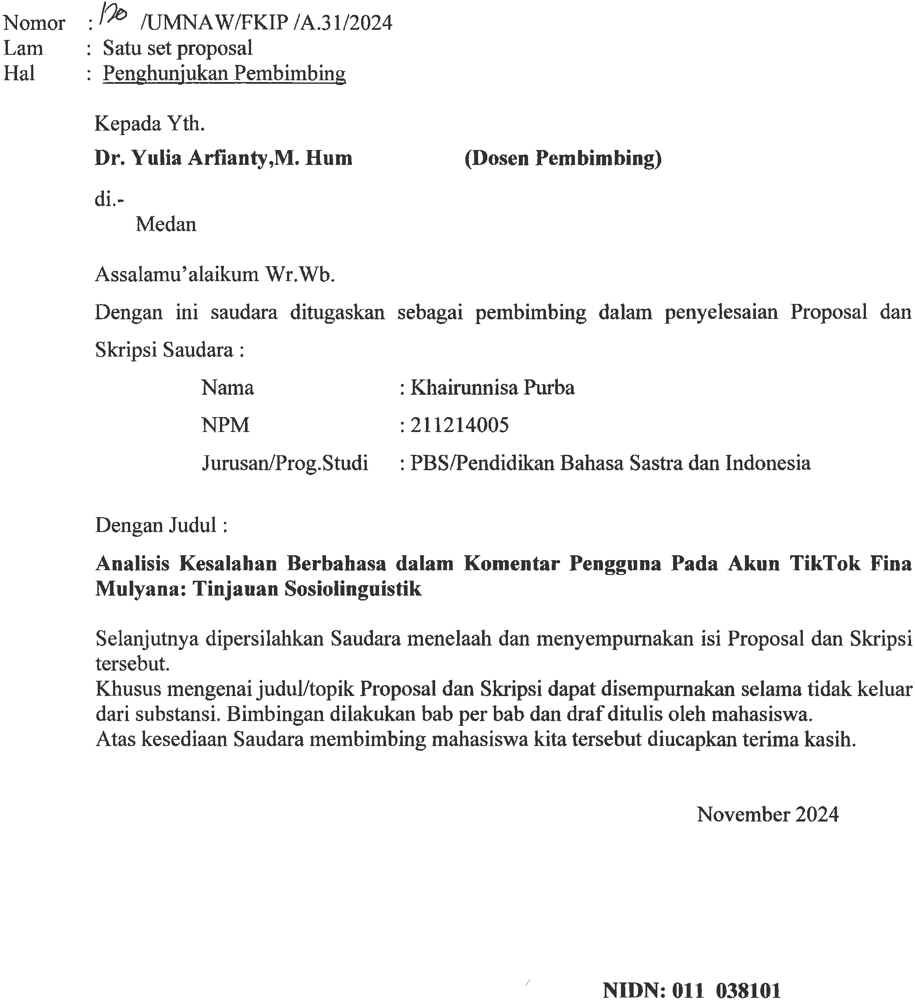 Nomor : 120 /UMNAW/FKIP /A.31/2024
Lam : Satu set proposal
Hal : Penghunjukan Pembimbing
Kepada Yth.
Dr. Yulia Arfianty,M. Hum (Dosen Pembimbing)
di.-
Medan
Assalamu’alaikum Wr.Wb.
Dengan ini saudara ditugaskan sebagai pembimbing dalam penyelesaian Proposal dan
Skripsi Saudara :
Nama : Khairunnisa Purba
NPM : 211214005
Jurusan/Prog.Studi : PBS/Pendidikan Bahasa Sastra dan Indonesia
Dengan Judul :
Analisis Kesalahan Berbahasa dalam Komentar Pengguna Pada Akun TikTok Fina
Mulyana: Tinjauan Sosiolinguistik
Selanjutnya dipersilahkan Saudara menelaah dan menyempurnakan isi Proposal dan Skripsi
tersebut.
Khusus mengenai judul/topik Proposal dan Skripsi dapat disempurnakan selama tidak keluar
dari substansi. Bimbingan dilakukan bab per bab dan draf ditulis oleh mahasiswa.
Atas kesediaan Saudara membimbing mahasiswa kita tersebut diucapkan terima kasih.
November 2024
NIDN: 011 038101